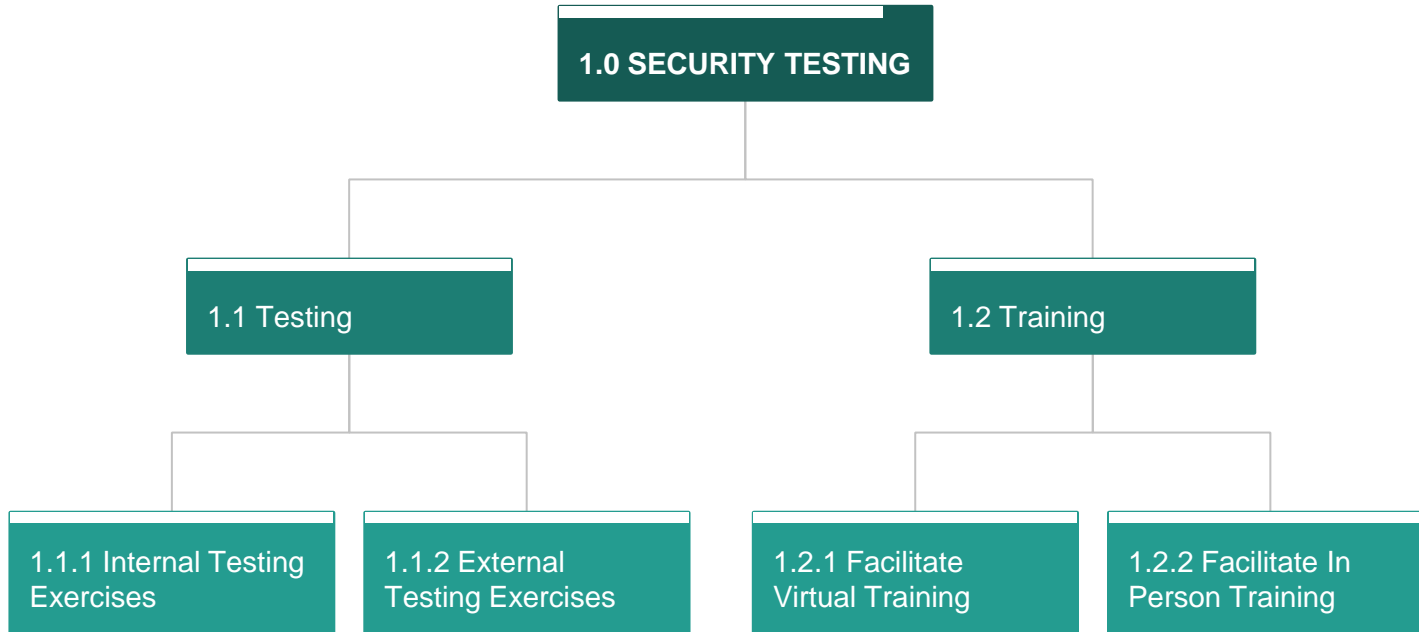 1.0 SECURITY TESTING
1.1 Testing
1.2 Training
1.1.1 Internal Testing
Exercises
1.1.2 External
Testing Exercises
1.2.1 Facilitate
Virtual Training
1.2.2 Facilitate In
Person Training